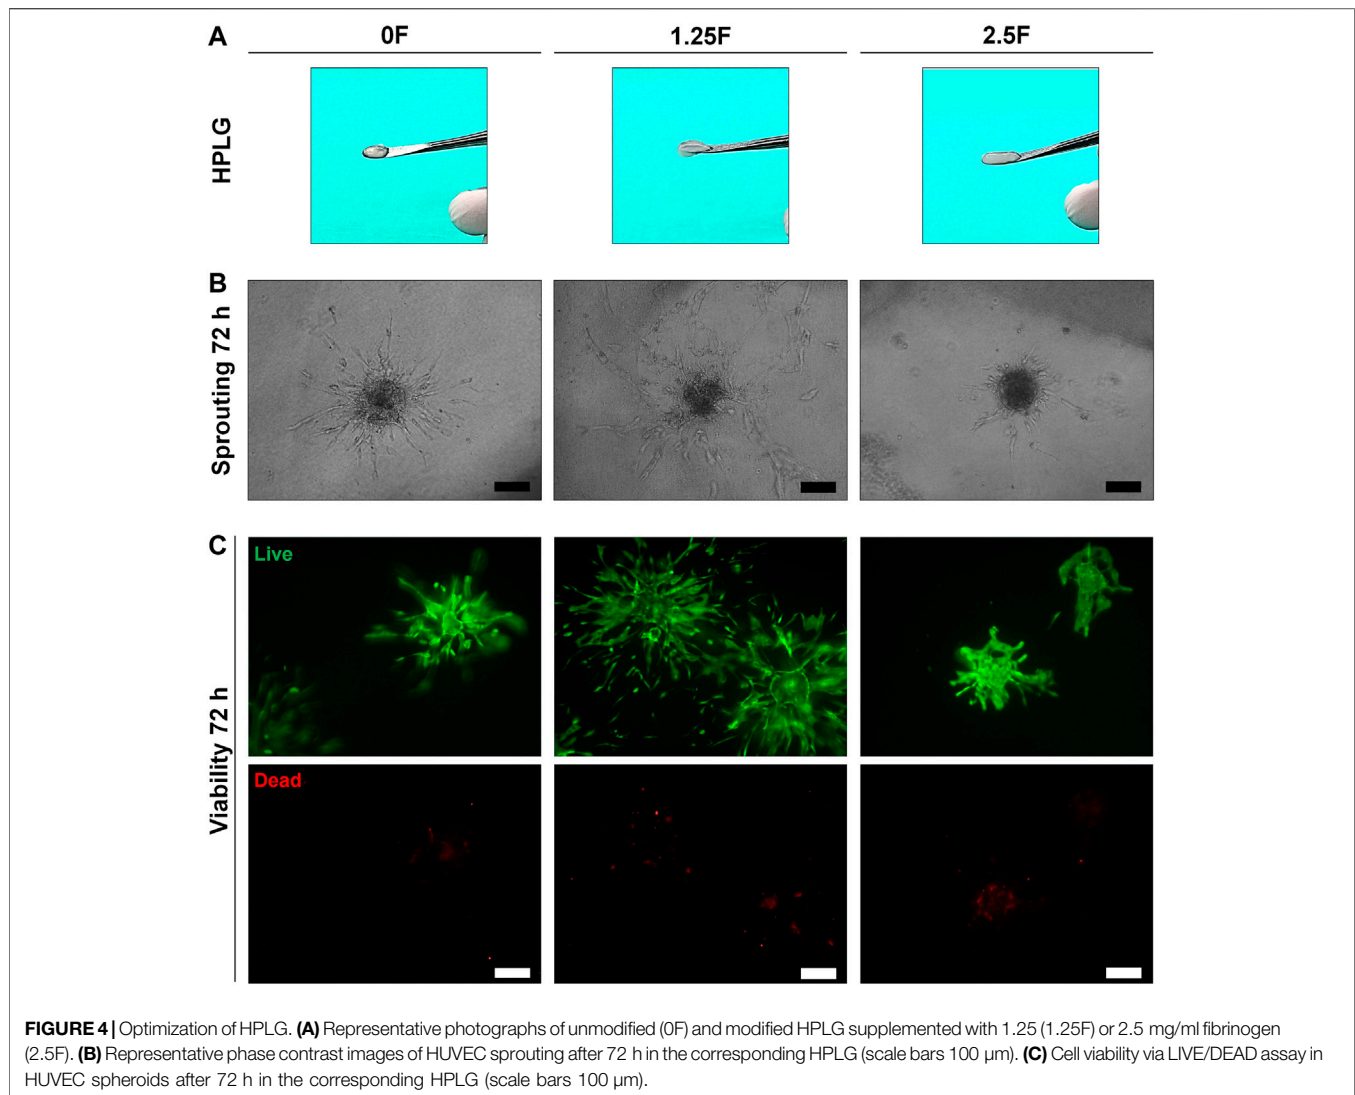 A
0F
1.25F
2.5F
HPLG
B
Sprouting 72 h
C
Viability 72 h
Live
Dead
FIGURE 4 | Optimization of HPLG. (A) Representative photographs of unmodified (0F) and modified HPLG supplemented with 1.25 (1.25F) or 2.5 mg/ml fibrinogen
(2.5F). (B) Representative phase contrast images of HUVEC sprouting after 72 h in the corresponding HPLG (scale bars 100 µm). (C) Cell viability via LIVE/DEAD assay in
HUVEC spheroids after 72 h in the corresponding HPLG (scale bars 100 µm).